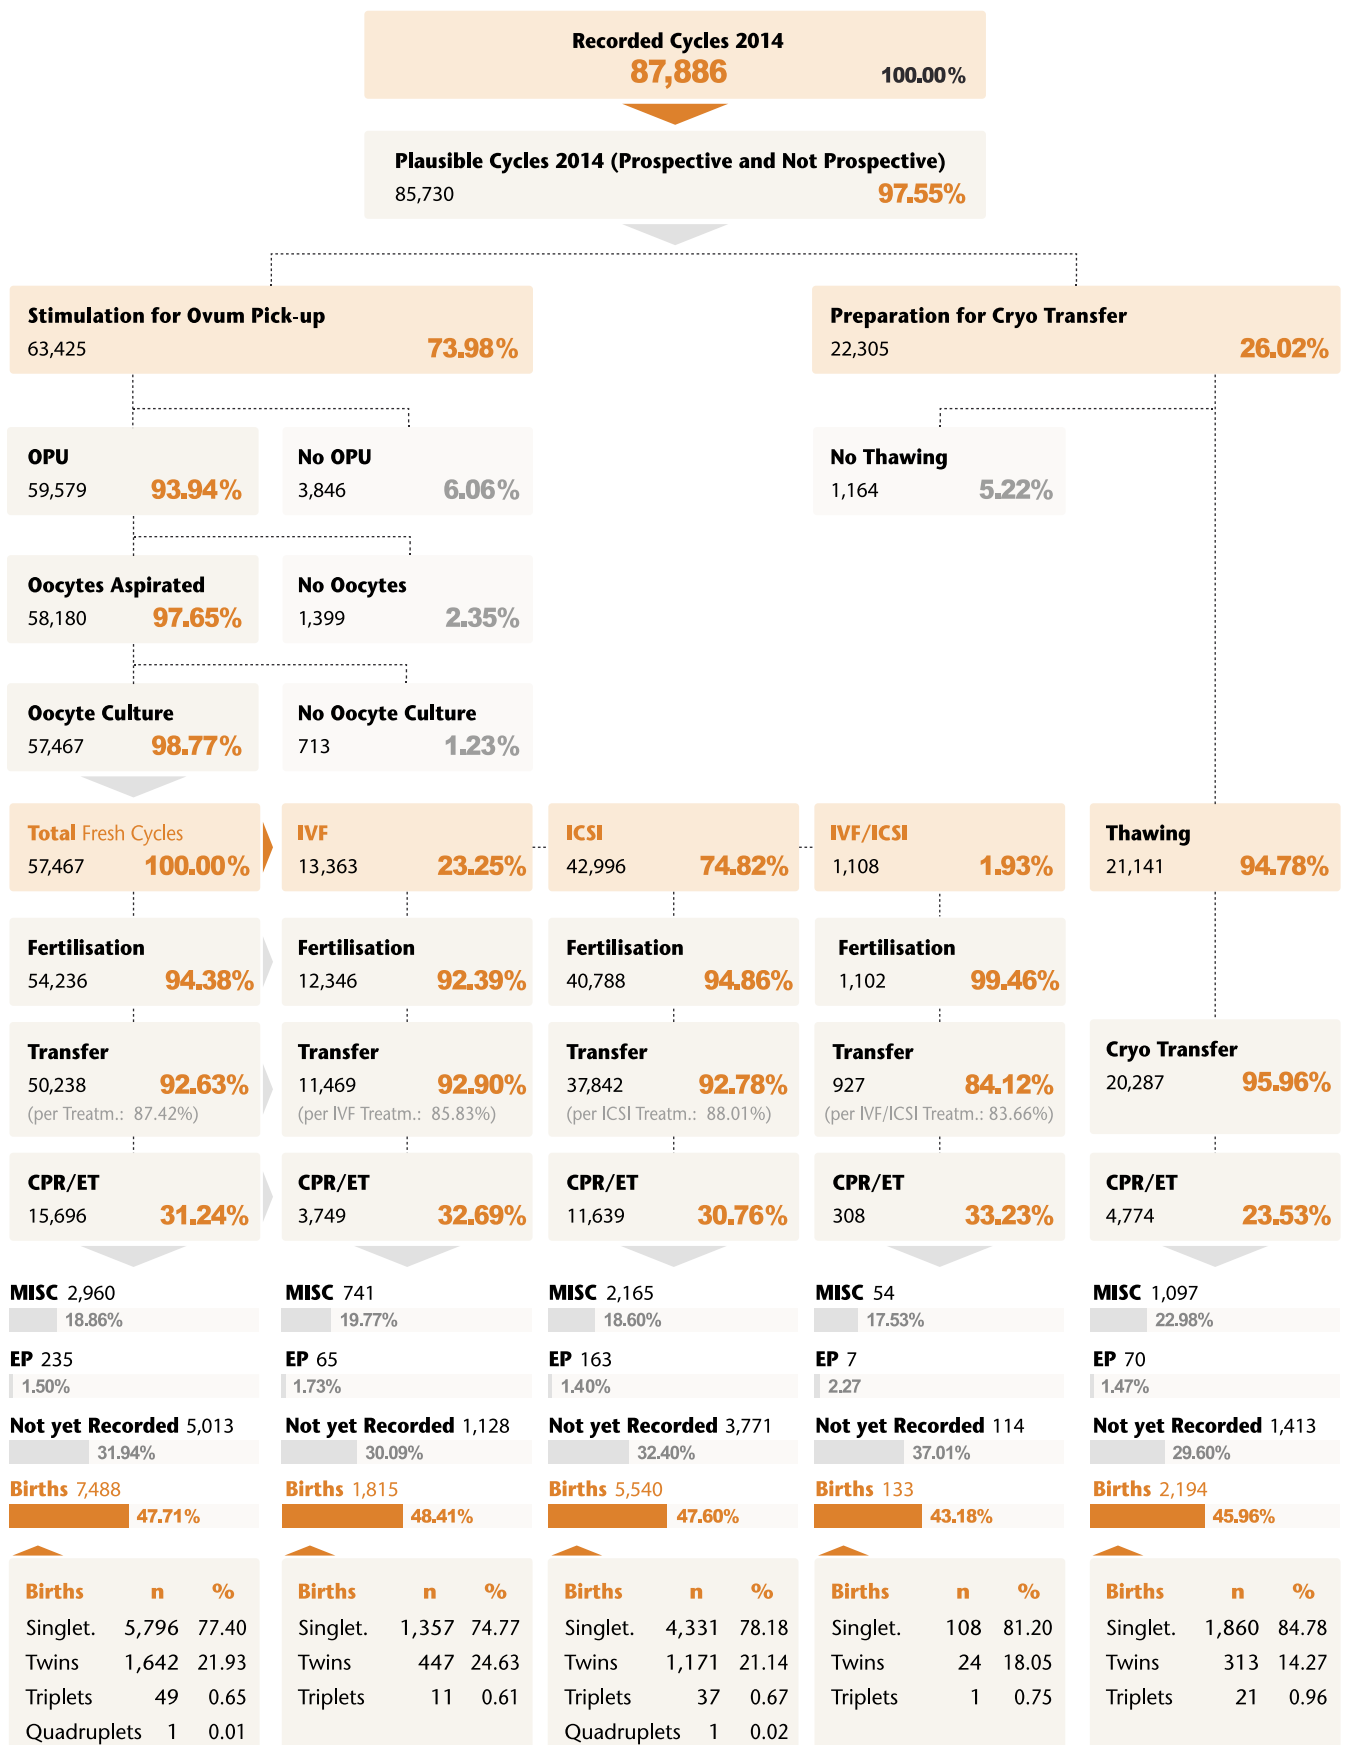 Recorded Cycles 2014
87,886 100.00%
Plausible Cycles 2014 (Prospective and Not Prospective)
85,730 97.55%
Stimulation for Ovum Pick-up
63,425 73.98%
Preparation for Cryo Transfer
22,305 26.02%
OPU
59,579 93.94%
No OPU
3,846 6.06%
No Thawing
1,164 5.22%
Oocytes Aspirated
58,180 97.65%
No Oocytes
1,399 2.35%
Oocyte Culture
57,467 98.77%
No Oocyte Culture
713 1.23%
Total Fresh Cycles
57,467 100.00%
IVF
13,363 23.25%
ICSI
42,996 74.82%
IVF/ICSI
1,108 1.93%
Thawing
21,141 94.78%
Fertilisation
54,236 94.38%
Fertilisation
12,346 92.39%
Fertilisation
40,788 94.86%
Fertilisation
1,102 99.46%
Transfer
50,238 92.63%
(per Treatm.: 87.42%)
Transfer
11,469 92.90%
(per IVF Treatm.: 85.83%)
Transfer
37,842 92.78%
(per ICSI Treatm.: 88.01%)
Transfer
927 84.12%
(per IVF/ICSI Treatm.: 83.66%)
Cryo Transfer
20,287 95.96%
CPR/ET
15,696 31.24%
CPR/ET
3,749 32.69%
CPR/ET
11,639 30.76%
CPR/ET
308 33.23%
CPR/ET
4,774 23.53%
MISC 2,960
18.86%
EP 235
1.50%
Not yet Recorded 5,013
31.94%
Births 7,488
47.71%
MISC 741
19.77%
EP 65
1.73%
Not yet Recorded 1,128
30.09%
Births 1,815
48.41%
MISC 2,165
18.60%
EP 163
1.40%
Not yet Recorded 3,771
32.40%
Births 5,540
47.60%
MISC 54
17.53%
EP 7
2.27
Not yet Recorded 114
37.01%
Births 133
43.18%
MISC 1,097
22.98%
EP 70
1.47%
Not yet Recorded 1,413
29.60%
Births 2,194
45.96%
Births n %
Singlet. 5,796 77.40
Twins 1,642 21.93
Triplets 49 0.65
Quadruplets 1 0.01
Births n %
Singlet. 1,357 74.77
Twins 447 24.63
Triplets 11 0.61
Births n %
Singlet. 4,331 78.18
Twins 1,171 21.14
Triplets 37 0.67
Quadruplets 1 0.02
Births n %
Singlet. 108 81.20
Twins 24 18.05
Triplets 1 0.75
Births n %
Singlet. 1,860 84.78
Twins 313 14.27
Triplets 21 0.96